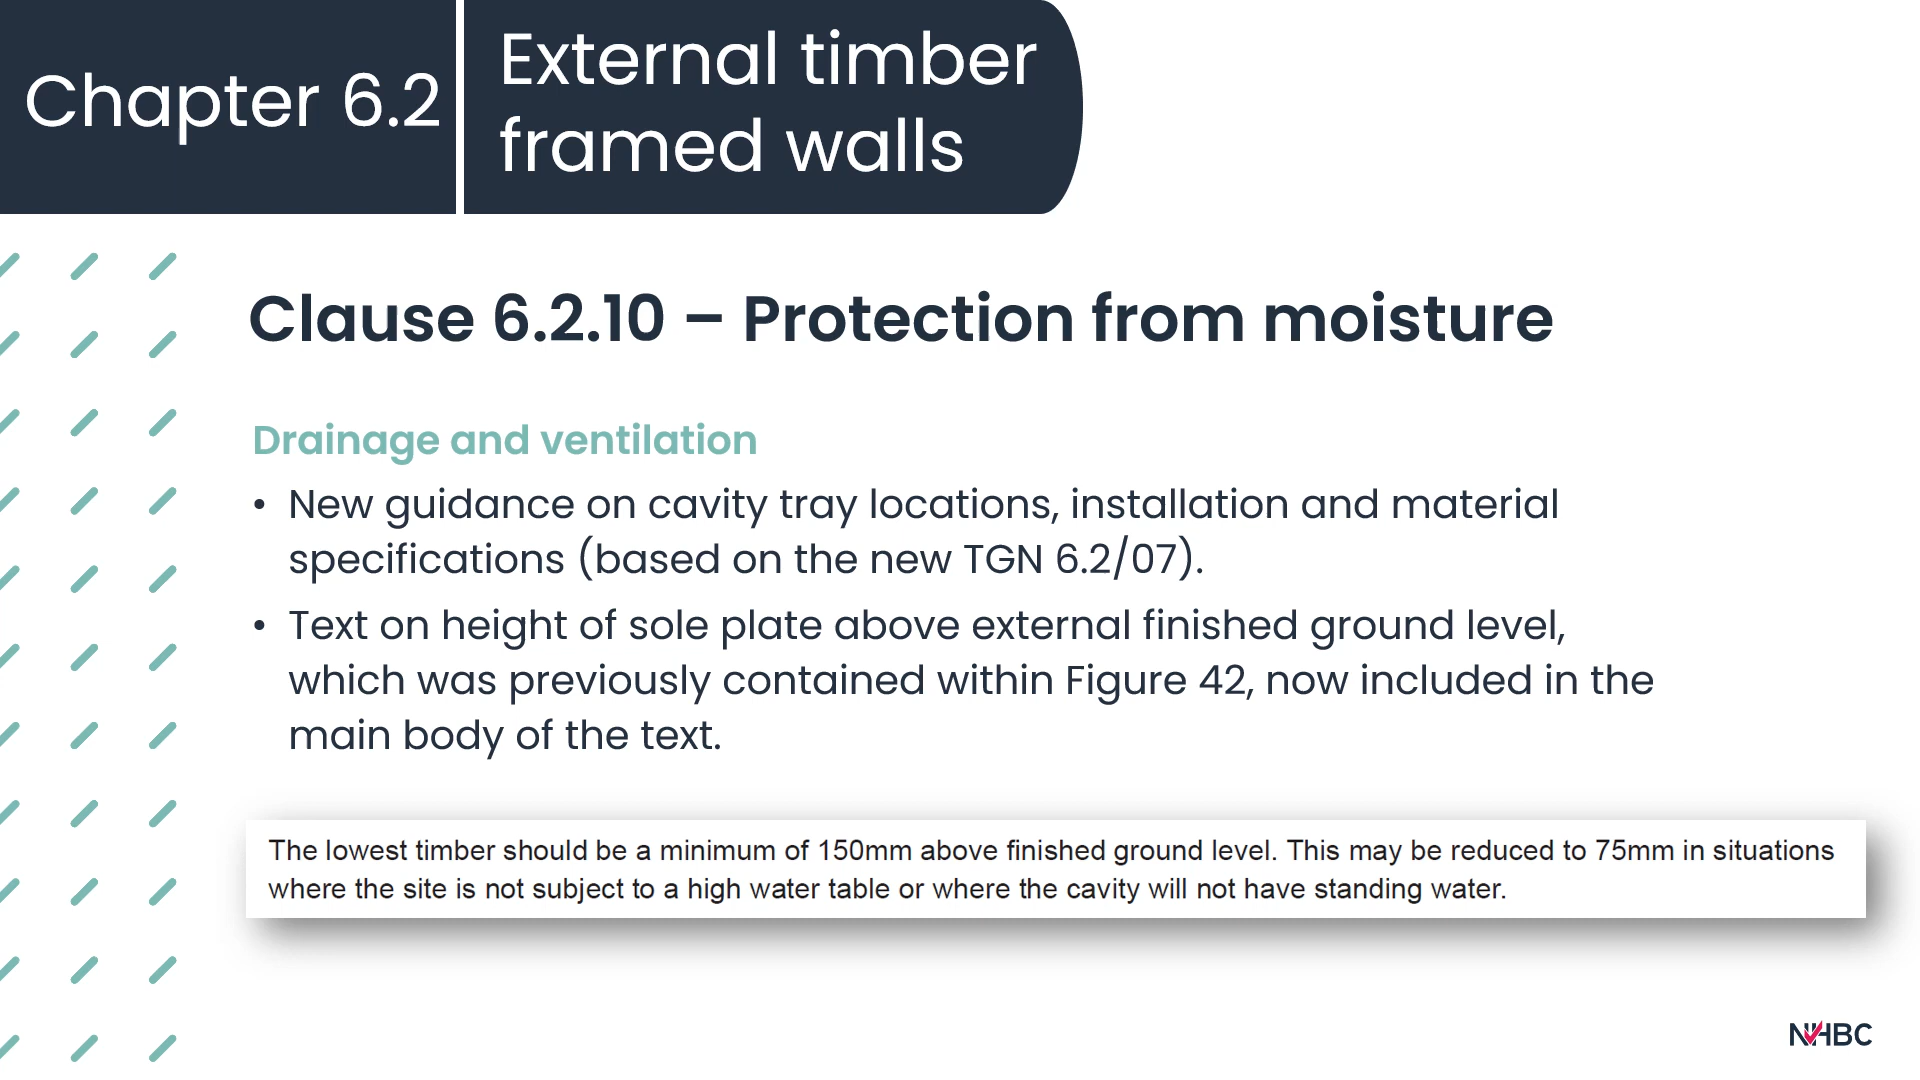 Chapter 6.2
External timber
framed walls
Clause 6.2.10 – Protection from moisture
Drainage and ventilation
• New guidance on cavity tray locations, installation and material
specifications (based on the new TGN 6.2/07).
• Text on height of sole plate above external finished ground level,
which was previously contained within Figure 42, now included in the
main body of the text.
The lowest timber should be a minimum of 150mm above finished ground level. This may be reduced to 75mm in situations
where the site is not subject to a high water table or where the cavity will not have standing water.
NHBC